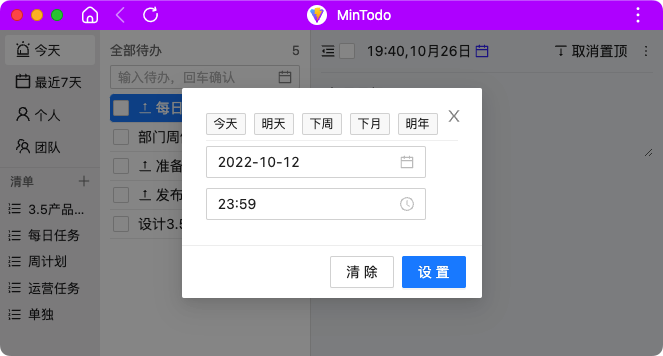 MinTodo
今天
最近7天
个人
团队
清单
3.5产品...
每日任务
周计划
运营任务
单独
全部待办 5
输入待办，回车确认
每日
部门周
准备
发布
设计3.5
19:40,10月26日
取消置顶
今天 明天 下周 下月 明年
2022-10-12
23:59
清 除 设 置